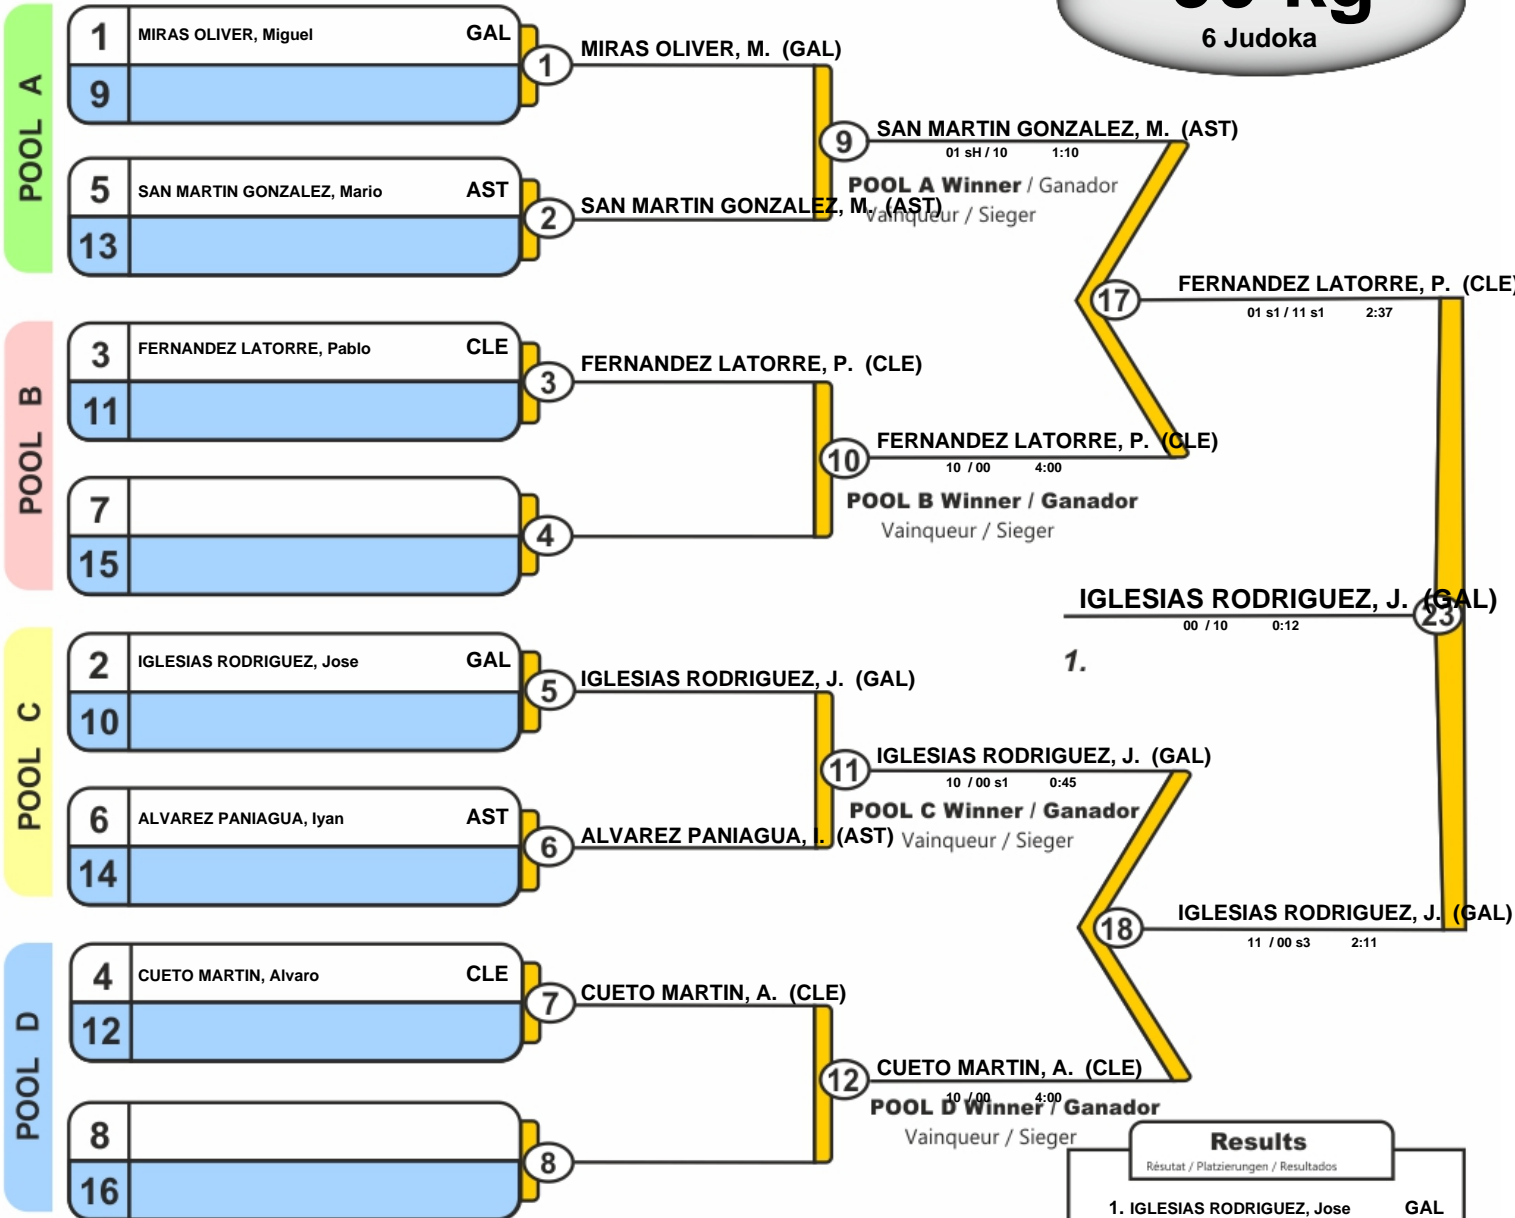 6 Judoka
POOL A
1 MIRAS OLIVER, Miguel GAL
9
5 SAN MARTIN GONZALEZ, Mario AST
13
1 MIRAS OLIVER, M. (GAL)
2 SAN MARTIN GONZALEZ, M. (AST)
9 SAN MARTIN GONZALEZ, M. (AST)
01 sH / 10 1:10
POOL A Winner / Ganador
Vainqueur / Sieger
POOL B
3 FERNANDEZ LATORRE, Pablo CLE
11
7
15
3 FERNANDEZ LATORRE, P. (CLE)
4
10 FERNANDEZ LATORRE, P. (CLE)
10 / 00 4:00
POOL B Winner / Ganador
Vainqueur / Sieger
17 FERNANDEZ LATORRE, P. (CLE)
01 s1 / 11 s1 2:37
IGLESIAS RODRIGUEZ, J. (GAL)
23
00 / 10 0:12
1.
POOL C
2 IGLESIAS RODRIGUEZ, Jose GAL
10
6 ALVAREZ PANIAGUA, Iyan AST
14
5 IGLESIAS RODRIGUEZ, J. (GAL)
6 ALVAREZ PANIAGUA, I. (AST)
11 IGLESIAS RODRIGUEZ, J. (GAL)
10 / 00 s1 0:45
POOL C Winner / Ganador
Vainqueur / Sieger
18 IGLESIAS RODRIGUEZ, J. (GAL)
11 / 00 s3 2:11
POOL D
4 CUETO MARTIN, Alvaro CLE
12
8
16
7 CUETO MARTIN, A. (CLE)
8
12 CUETO MARTIN, A. (CLE)
10 / 00 4:00
POOL D Winner / Ganador
Vainqueur / Sieger
Results
Résutat / Platzierungen / Resultados
1. IGLESIAS RODRIGUEZ, Jose GAL